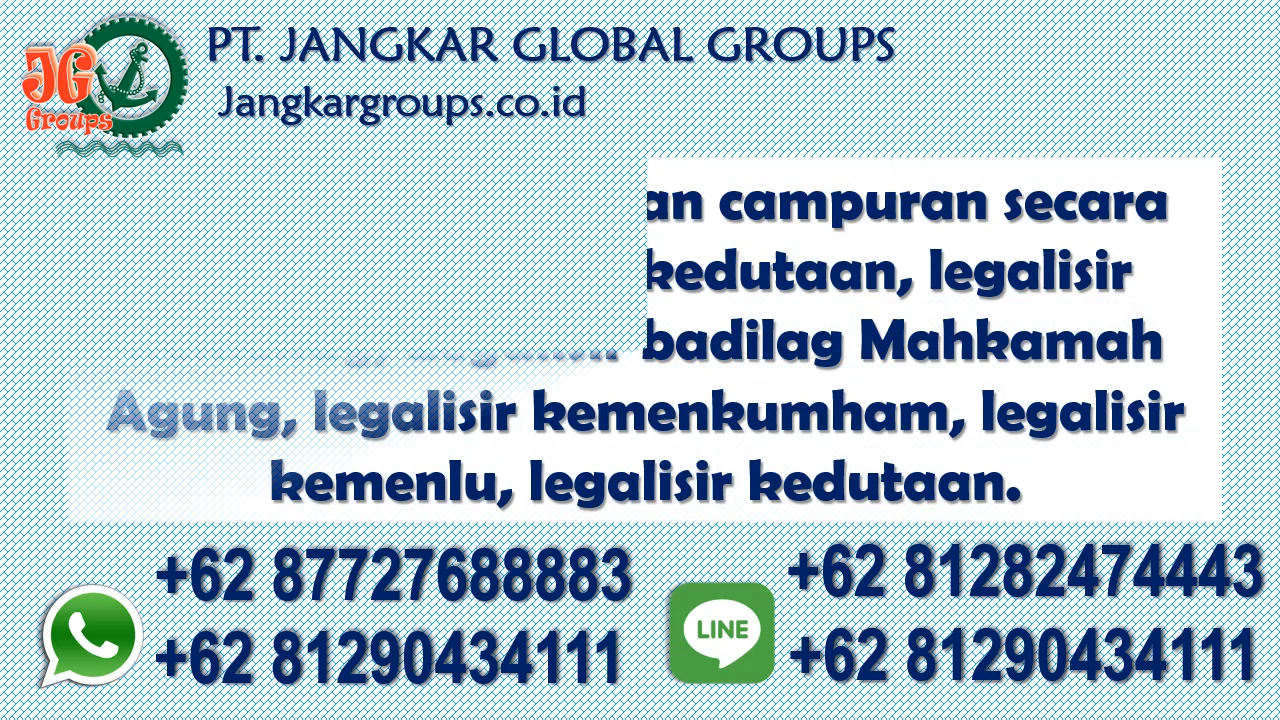 JG
Groups
PT. JANGKAR GLOBAL GROUPS
Jangkargroups.co.id
campuran secara
kedutaan, legalisir
badilag Mahkamah
Agung, legalisir kemenkumham, legalisir
kemenlu, legalisir kedutaan.
+62 87727688883
+62 81290434111
LINE
+62 81282474443
+62 81290434111